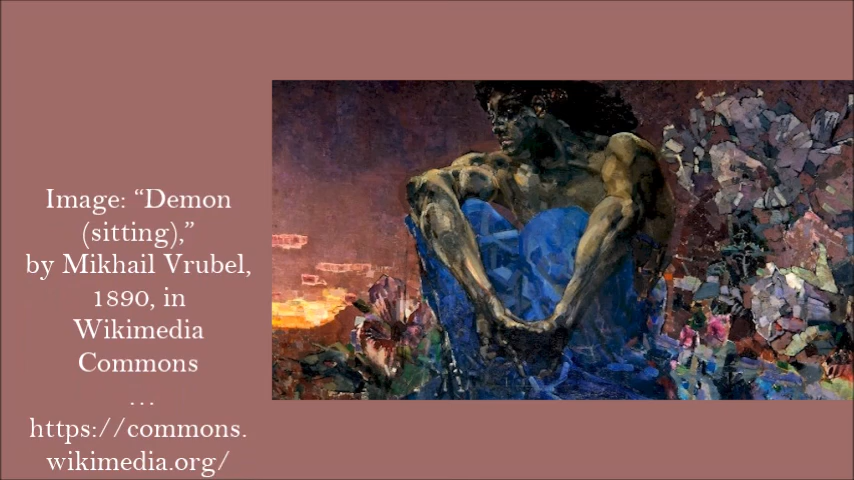 Image: “Demon
(sitting),”
by Mikhail Vrubel,
1890, in
Wikimedia
Commons
…
https://commons.
wikimedia.org/